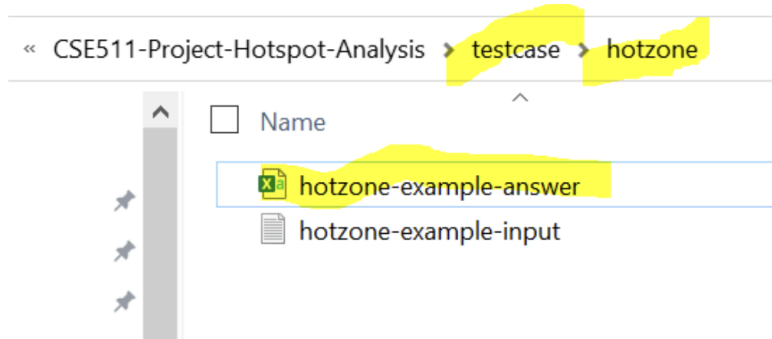 « CSE511-Project-Hotspot-Analysis > testcase > hotzone
Name
hotzone-example-answer
hotzone-example-input